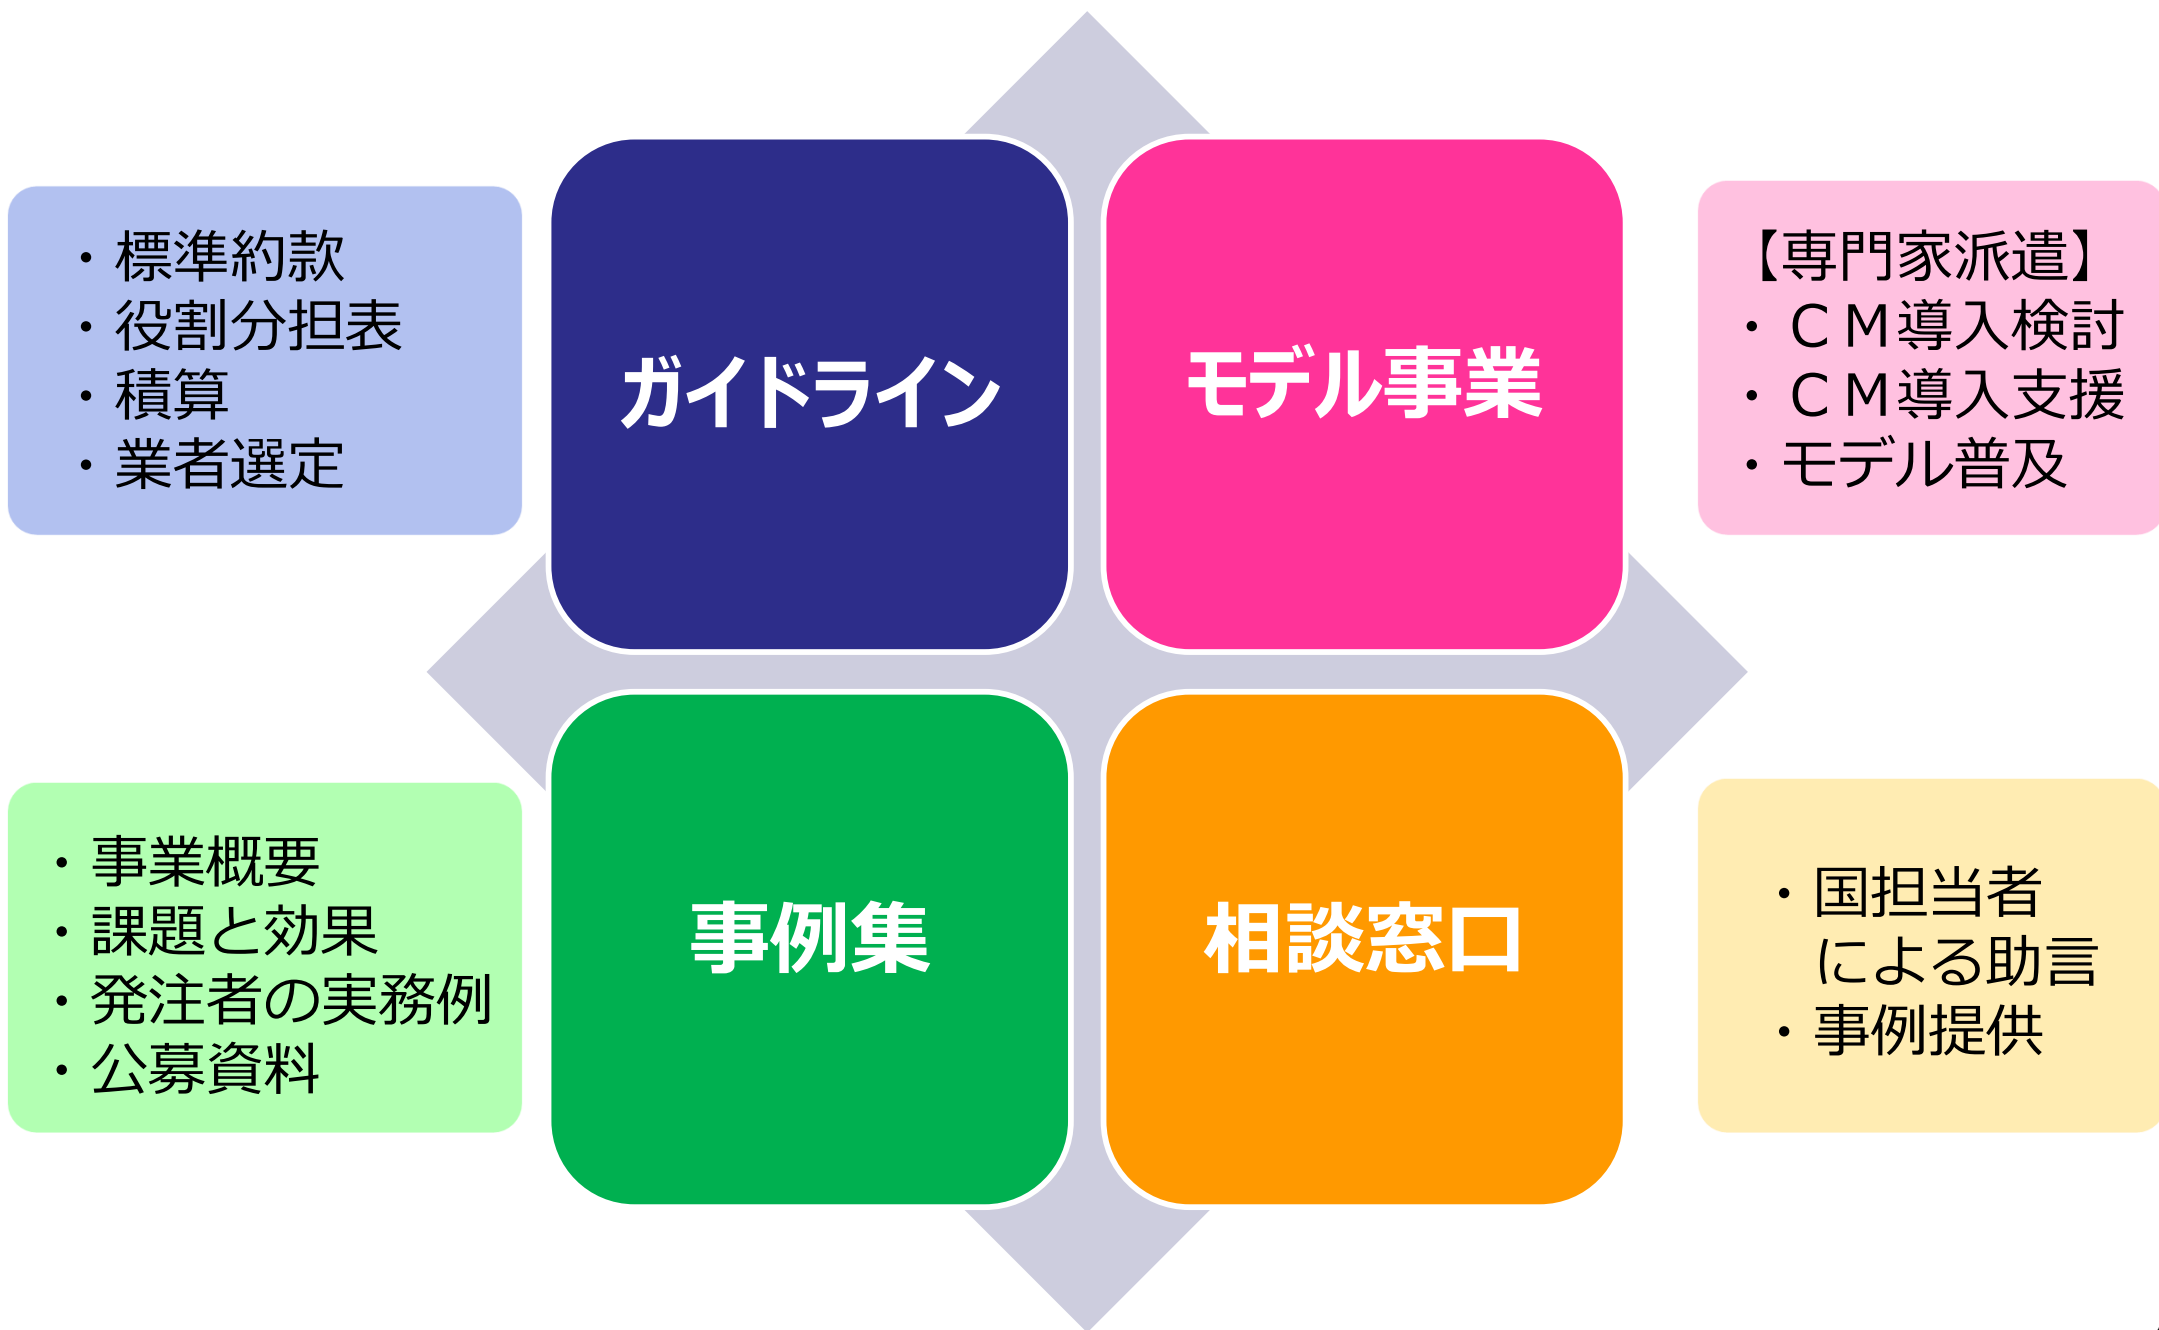 ・標準約款
・役割分担表
・積算
・業者選定
ガイドライン
モデル事業
【専門家派遣】
・ＣＭ導入検討
・ＣＭ導入支援
・モデル普及
・事業概要
・課題と効果
・発注者の実務例
・公募資料
事例集
相談窓口
・国担当者
による助言
・事例提供